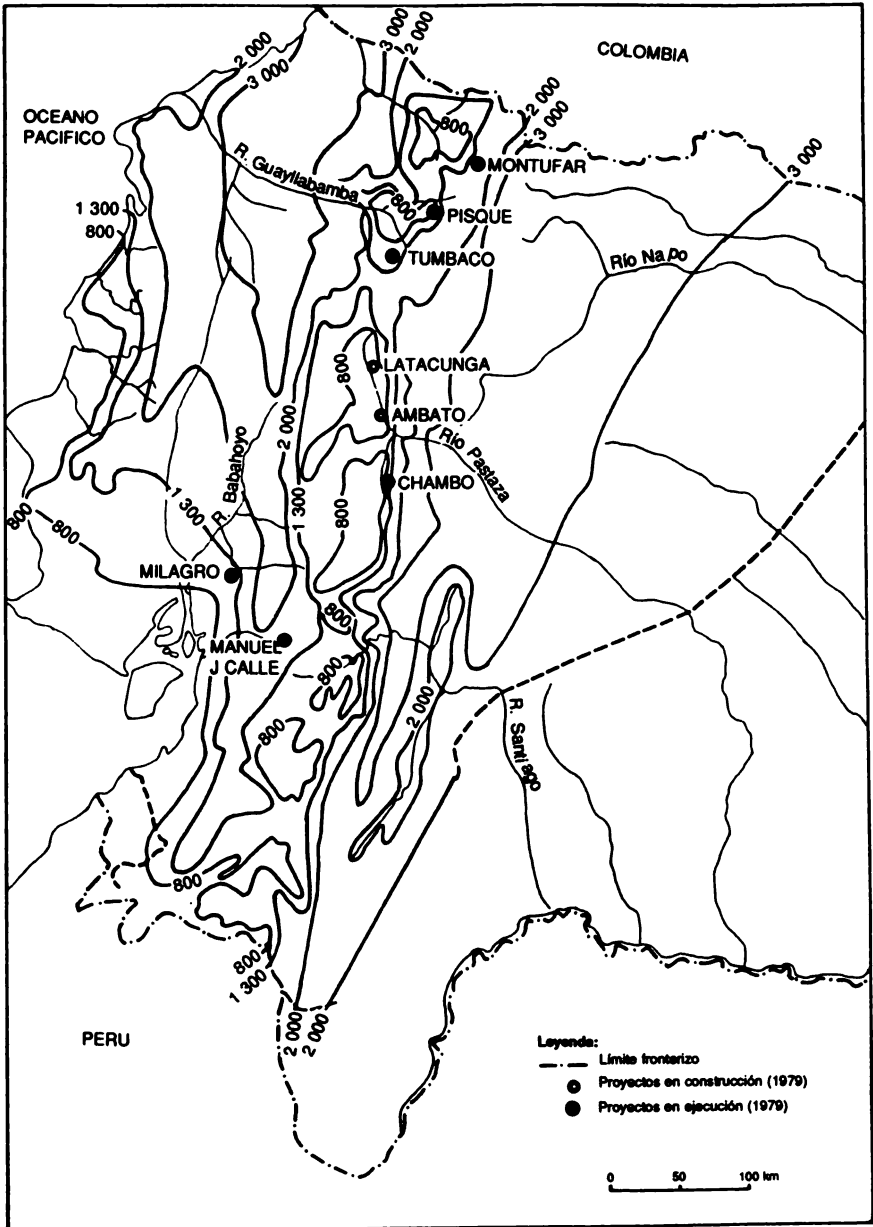 2 000
3 000
3 000
2 000
COLOMBIA
OCEANO
PACIFICO
2 000
3 000
800
MONTUFAR
3 000
R. Guayllabamba
1 300
800
800
PISQUE
TUMBACO
Río Napo
800
LATACUNGA
2 000
AMBATO
Río Pastaza
R. Babahoyo
1 300
1 300
800
CHAMBO
800
800
MILAGRO
800
MANUEL
J CALLE
800
2 000
800
R. Santiago
800
800
1 300
2 000
2 000
PERU
Leyenda:
Límite fronterizo
Proyectos en construcción (1979)
Proyectos en ejecución (1979)
0 50 100 km